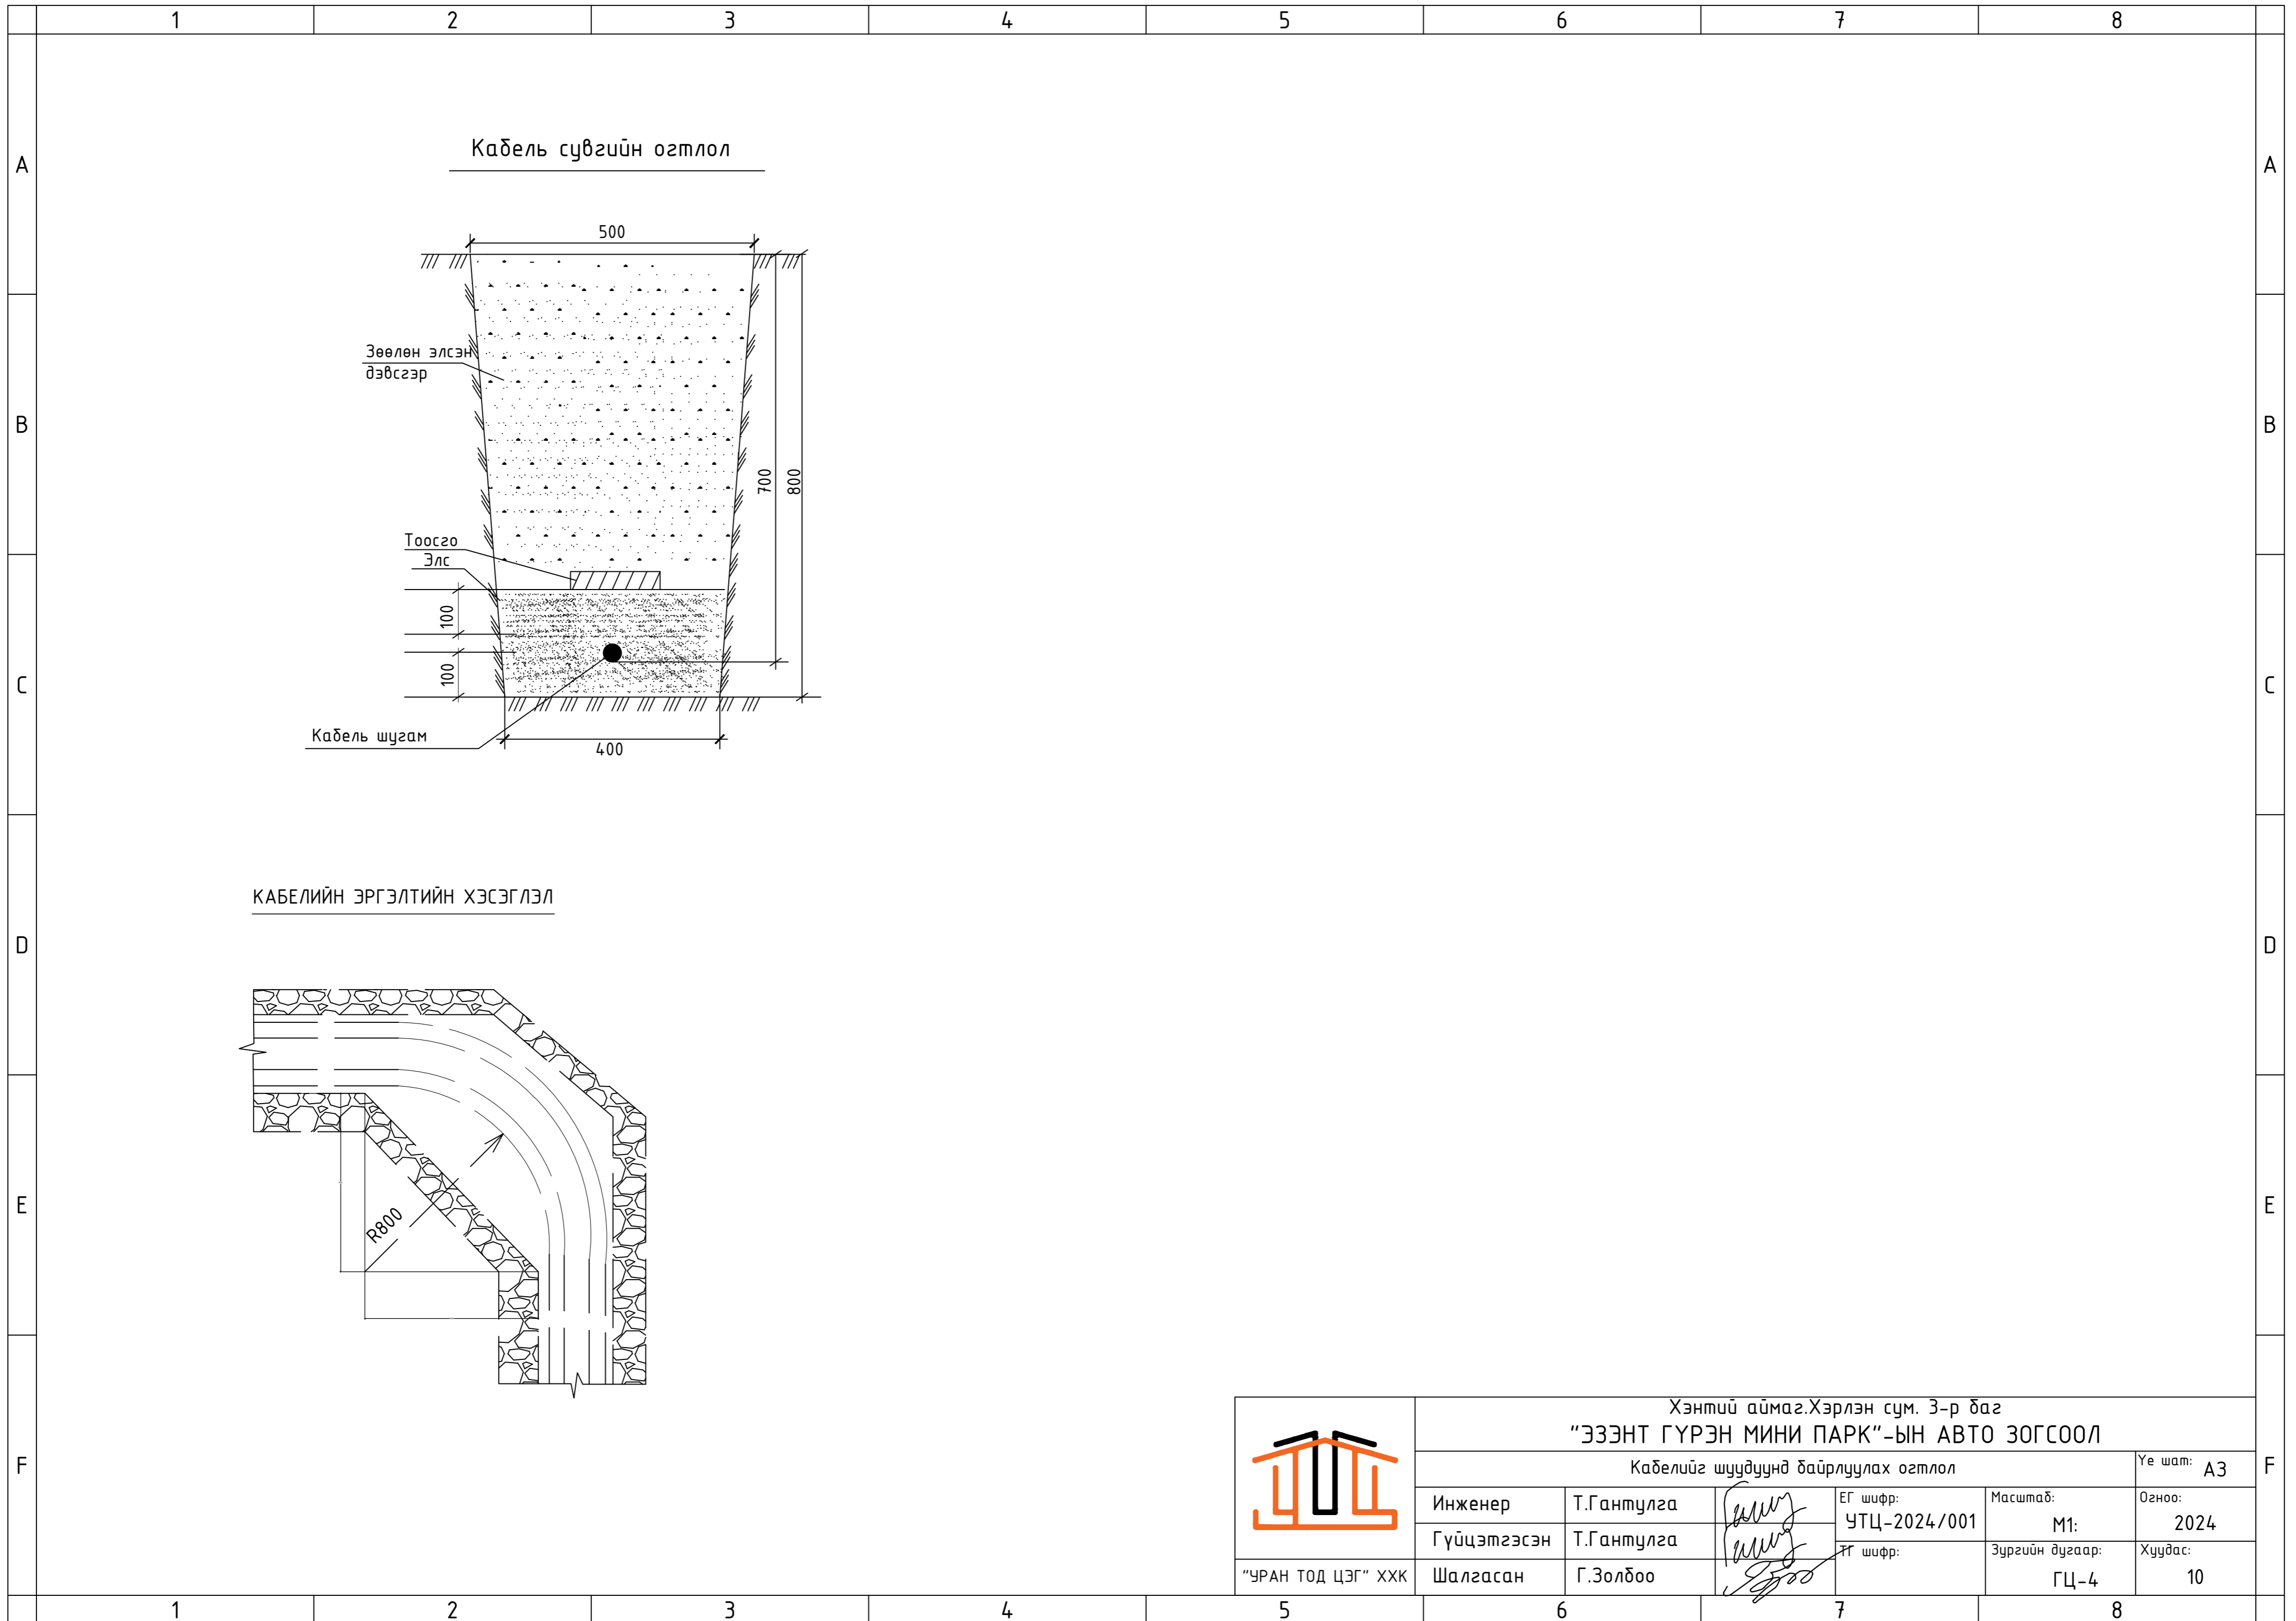 1 2 3 4 5 6 7 8
A A
B B
C C
D D
E E
F F
Кабель сувгийн огтлол
500
Зөөлөн элсэн
дэвсгэр
700
800
Тоосго
Элс
100
100
Кабель шугам
400
КАБЕЛИЙН ЭРГЭЛТИЙН ХЭСЭГЛЭЛ
R800
Хэнтий аймаг.Хэрлэн сум. 3-р баг
"ЭЗЭНТ ГҮРЭН МИНИ ПАРК"-ЫН АВТО ЗОГСООЛ
Кабелийг шуудуунд байрлуулах огтлол
Үе шат: А3
Инженер Т.Гантулга
ЕГ шифр: УТЦ-2024/001
Масштаб: М1:
Огноо: 2024
Гүйцэтгэсэн Т.Гантулга
ТГ шифр:
Зургийн дугаар: ГЦ-4
Хуудас: 10
"УРАН ТОД ЦЭГ" ХХК
Шалгасан Г.Золбоо
1 2 3 4 5 6 7 8